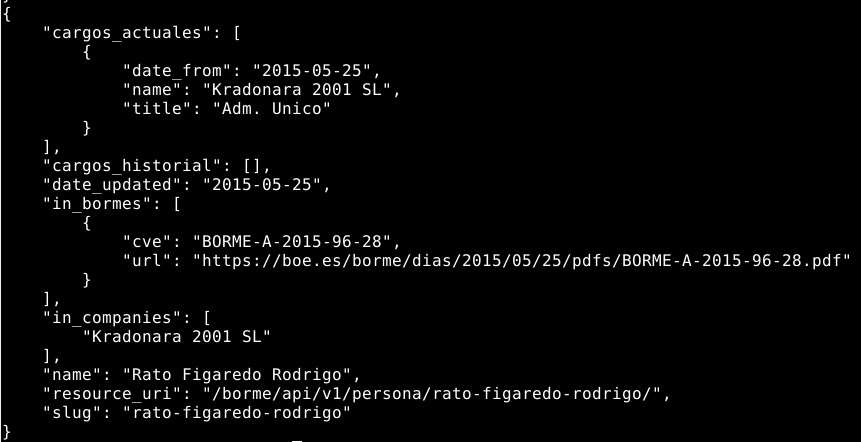 {
    "cargos_actuales": [
        {
            "date_from": "2015-05-25",
            "name": "Kradonara 2001 SL",
            "title": "Adm. Unico"
        }
    ],
    "cargos_historial": [],
    "date_updated": "2015-05-25",
    "in_bormes": [
        {
            "cve": "BORME-A-2015-96-28",
            "url": "https://boe.es/borme/dias/2015/05/25/pdfs/BORME-A-2015-96-28.pdf"
        }
    ],
    "in_companies": [
        "Kradonara 2001 SL"
    ],
    "name": "Rato Figaredo Rodrigo",
    "resource_uri": "/borme/api/v1/persona/rato-figaredo-rodrigo/",
    "slug": "rato-figaredo-rodrigo"
}